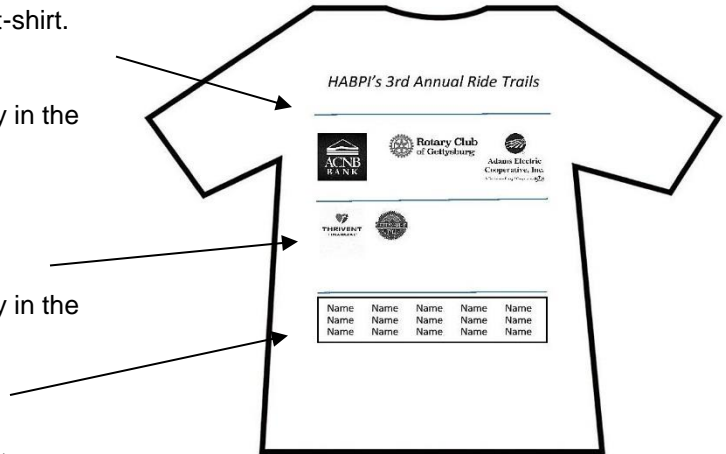 t-shirt.
HABPI's 3rd Annual Ride Trails
y in the
ACNB
BANK
Rotary Club
of Gettysburg
Adams Electric
Cooperative, Inc.
THRIVENT
y in the
Name Name Name Name Name
Name Name Name Name Name
Name Name Name Name Name